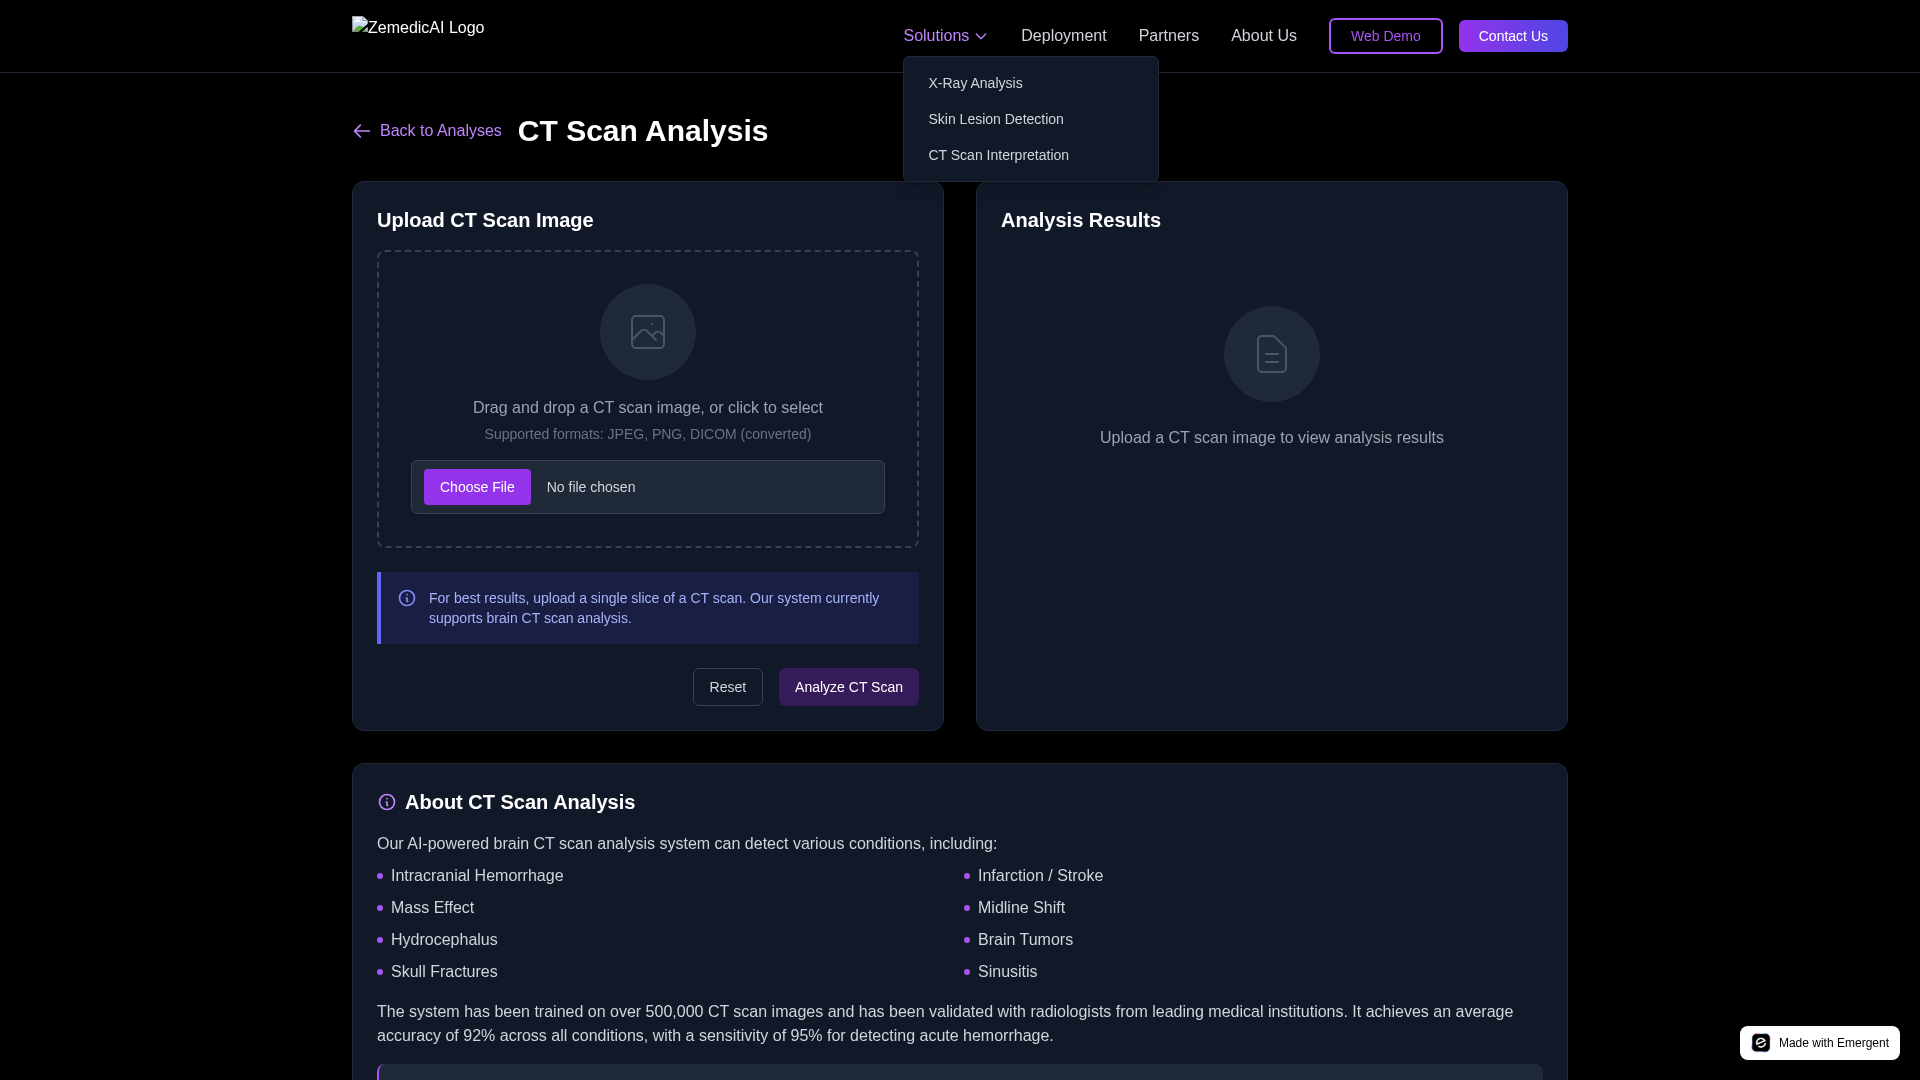 ZemedicAI Logo
Solutions
Deployment
Partners
About Us
Web Demo
Contact Us
X-Ray Analysis
Skin Lesion Detection
CT Scan Interpretation
Back to Analyses
CT Scan Analysis
Upload CT Scan Image
Drag and drop a CT scan image, or click to select
Supported formats: JPEG, PNG, DICOM (converted)
Choose File
No file chosen
For best results, upload a single slice of a CT scan. Our system currently
supports brain CT scan analysis.
Reset
Analyze CT Scan
Analysis Results
Upload a CT scan image to view analysis results
About CT Scan Analysis
Our AI-powered brain CT scan analysis system can detect various conditions, including:
Intracranial Hemorrhage
Infarction / Stroke
Mass Effect
Midline Shift
Hydrocephalus
Brain Tumors
Skull Fractures
Sinusitis
The system has been trained on over 500,000 CT scan images and has been validated with radiologists from leading medical institutions. It achieves an average
accuracy of 92% across all conditions, with a sensitivity of 95% for detecting acute hemorrhage.
Made with Emergent